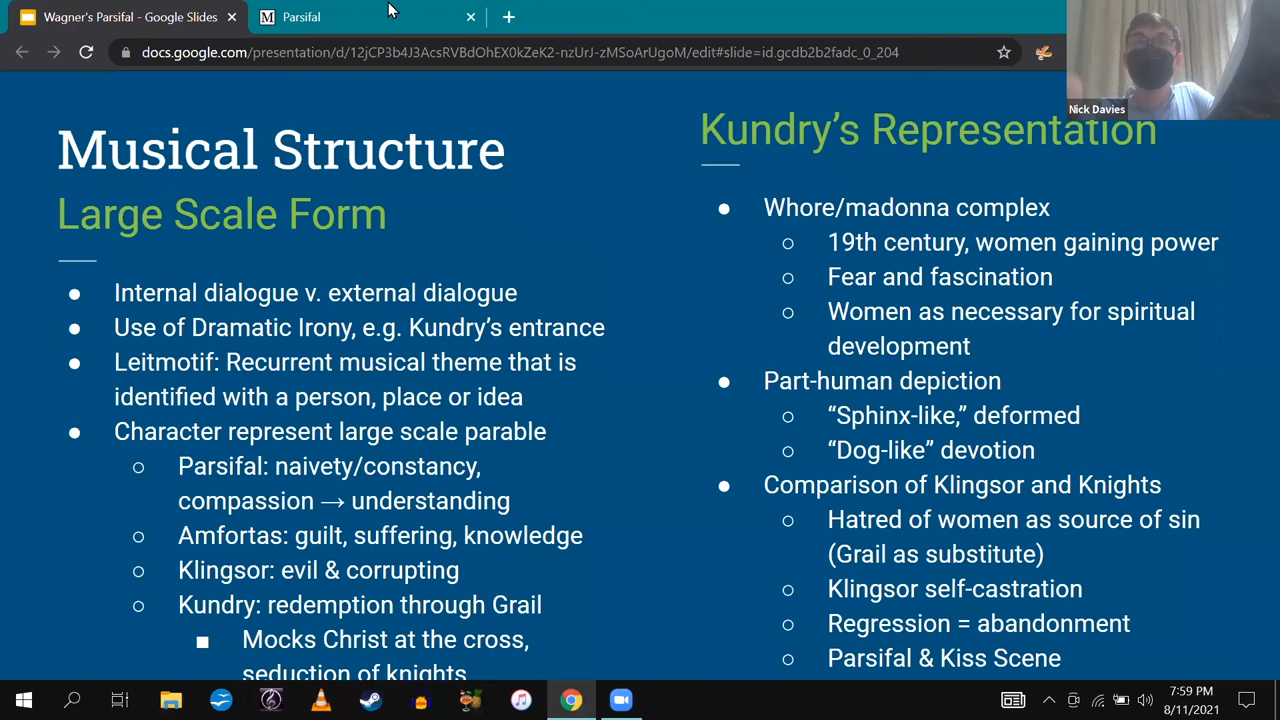 Wagner's Parsifal - Google Slides
M Parsifal
docs.google.com/presentation/d/12jCP3b4J3AcsRVBdOhEX0kZeK2-nzUrJ-zMSoArUgoM/edit#slide=id.gcdb2b2fadc_0_204
Nick Davies
Musical Structure
Large Scale Form
Internal dialogue v. external dialogue
Use of Dramatic Irony, e.g. Kundry's entrance
Leitmotif: Recurrent musical theme that is
identified with a person, place or idea
Character represent large scale parable
Parsifal: naivety/constancy,
compassion → understanding
Amfortas: guilt, suffering, knowledge
Klingsor: evil & corrupting
Kundry: redemption through Grail
Mocks Christ at the cross,
seduction of knights
Kundry's Representation
Whore/madonna complex
19th century, women gaining power
Fear and fascination
Women as necessary for spiritual
development
Part-human depiction
“Sphinx-like,” deformed
“Dog-like” devotion
Comparison of Klingsor and Knights
Hatred of women as source of sin
(Grail as substitute)
Klingsor self-castration
Regression = abandonment
Parsifal & Kiss Scene
7:59 PM
8/11/2021